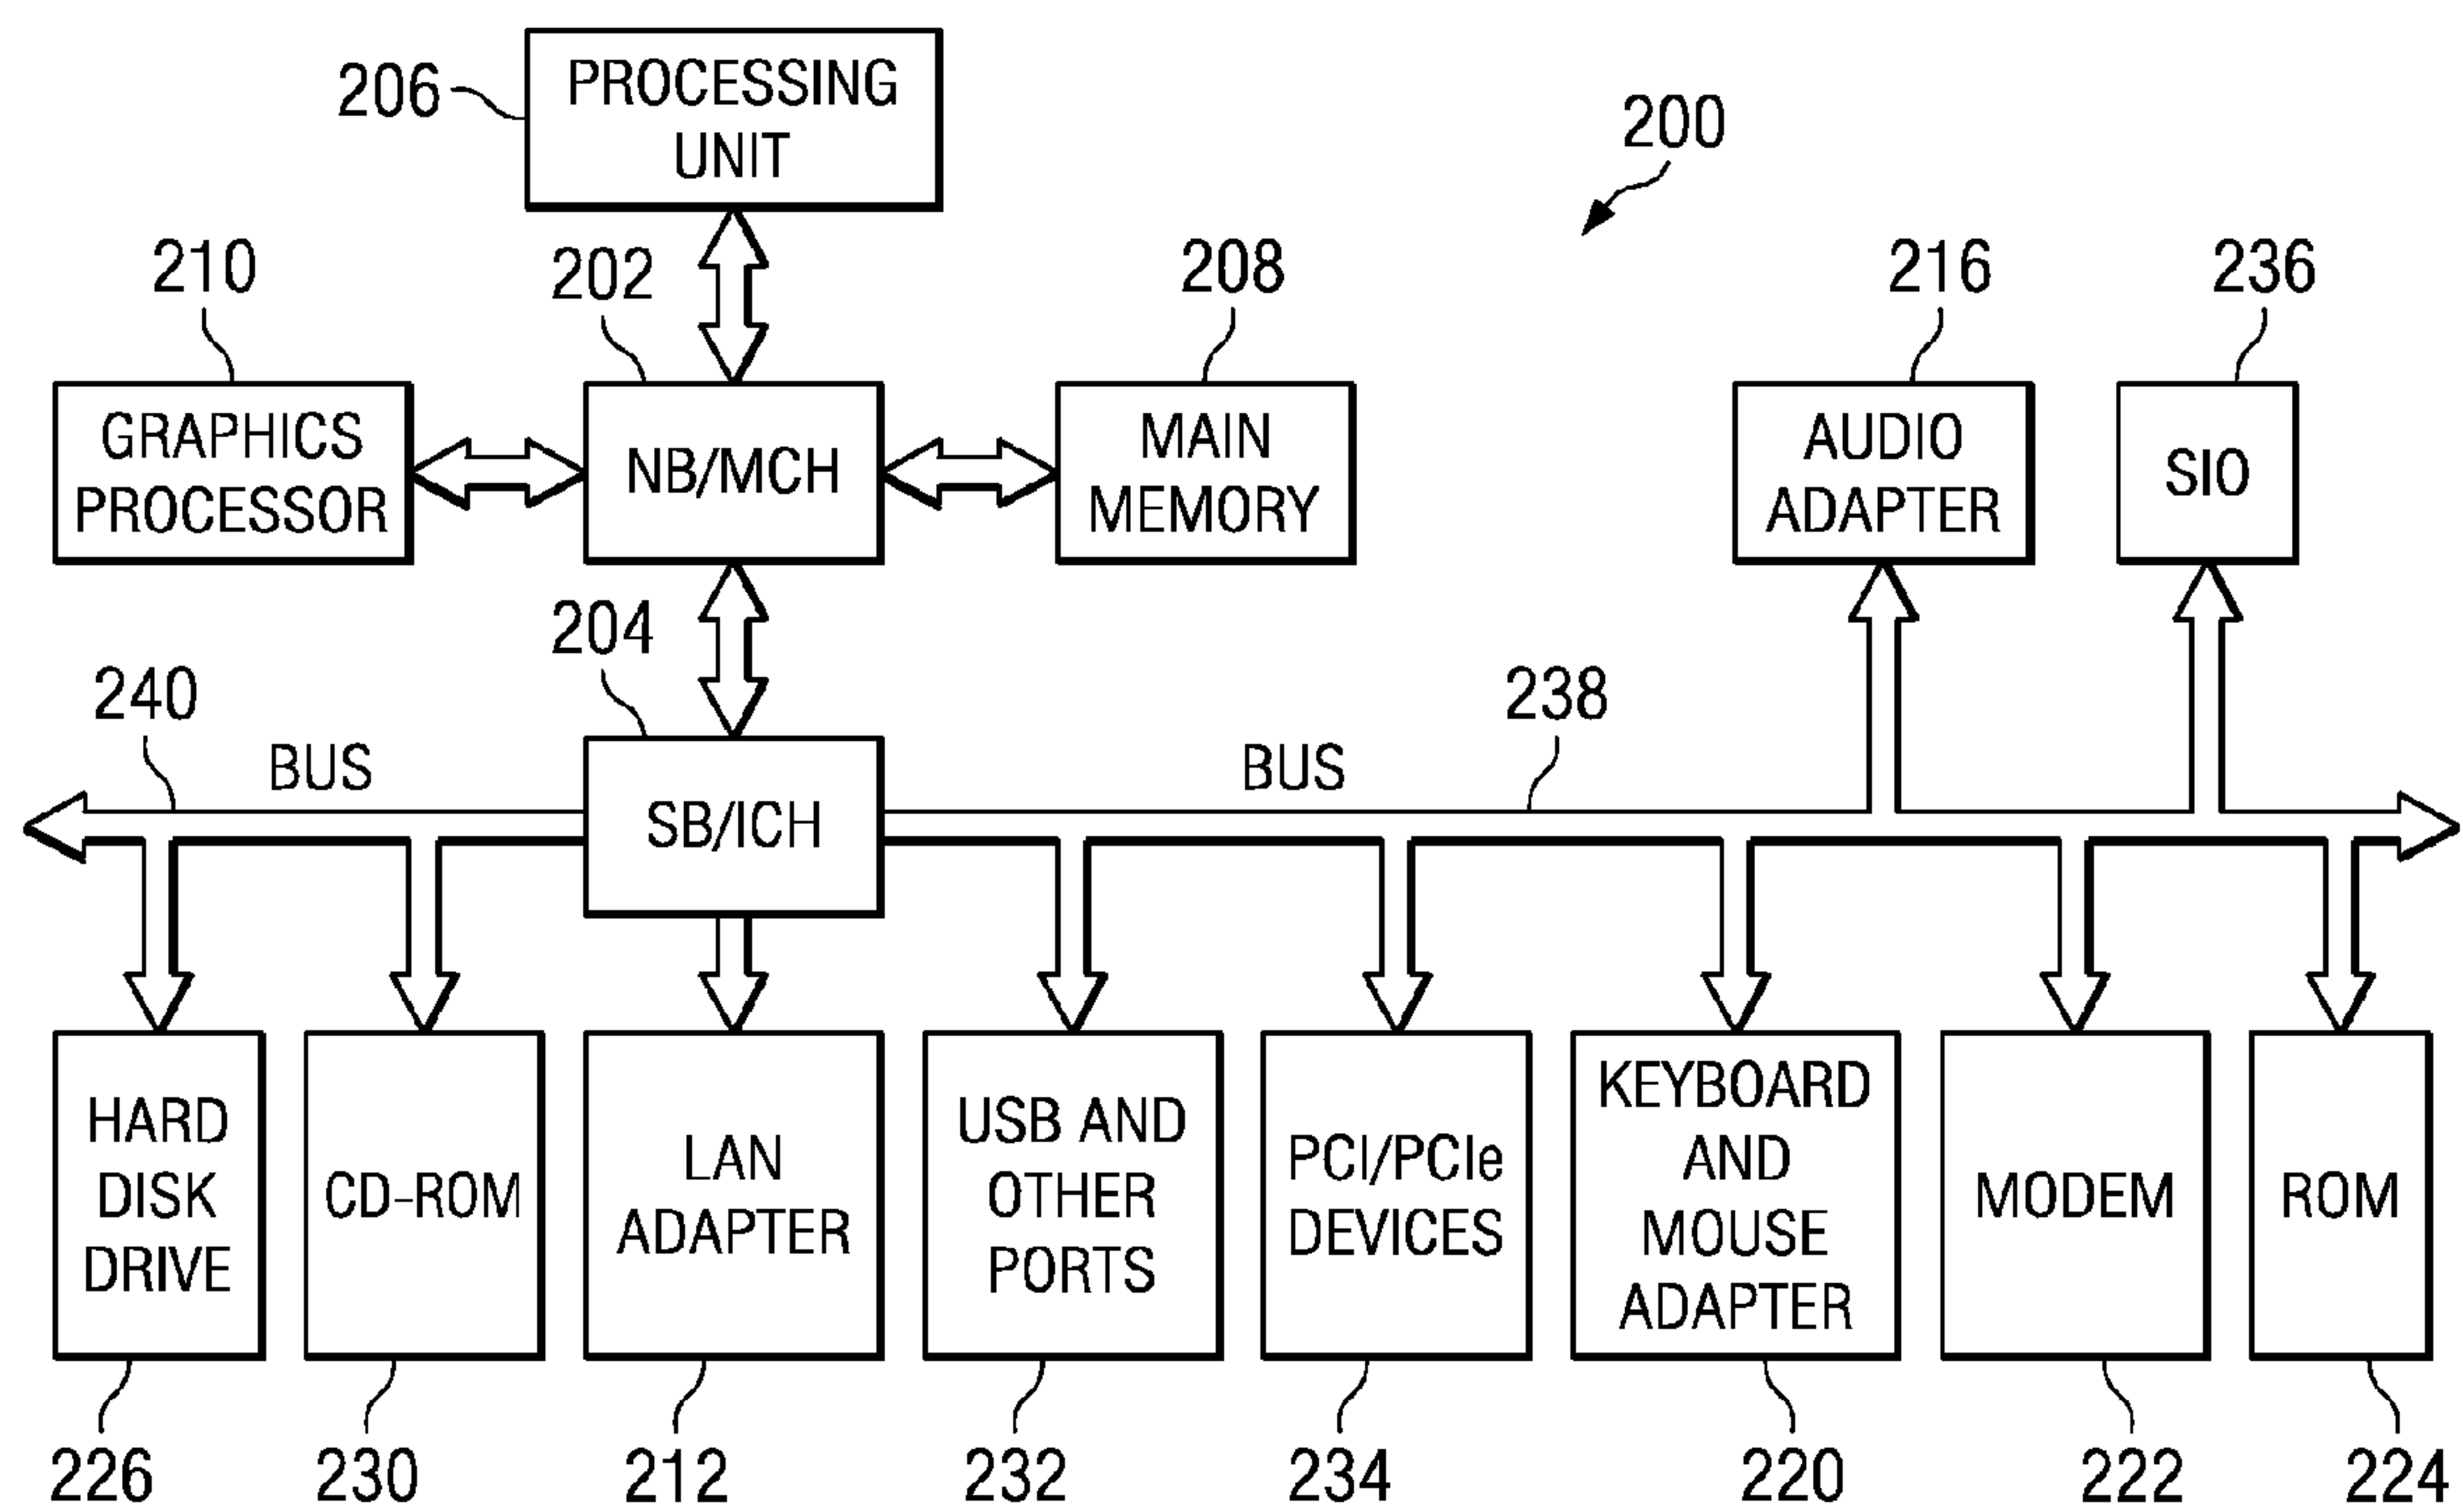 PROCESSING
UNIT
206
200
210
202
208
216
236
GRAPHICS
PROCESSOR
NB/MCH
MAIN
MEMORY
AUDIO
ADAPTER
SIO
204
240
238
BUS
BUS
SB/ICH
HARD
DISK
DRIVE
CD-ROM
LAN
ADAPTER
USB AND
OTHER
PORTS
PCI/PCIe
DEVICES
KEYBOARD
AND
MOUSE
ADAPTER
MODEM
ROM
226
230
212
232
234
220
222
224